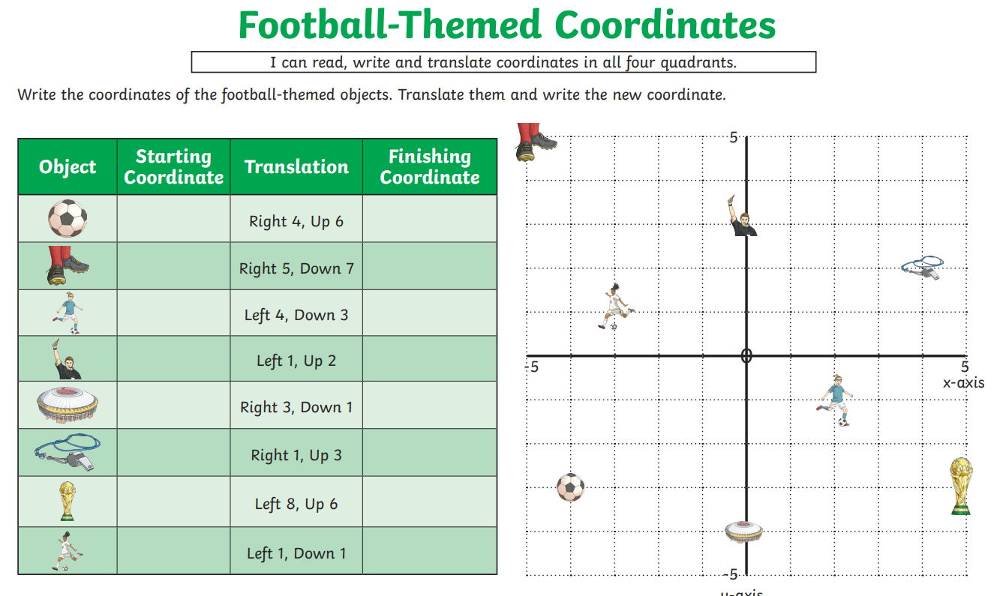 Football-Themed Coordinates
I can read, write and translate coordinates in all four quadrants.
Write the coordinates of the football-themed objects. Translate them and write the new coordinate.
Object
Starting
Coordinate
Translation
Finishing
Coordinate
Right 4, Up 6
Right 5, Down 7
Left 4, Down 3
Left 1, Up 2
Right 3, Down 1
Right 1, Up 3
Left 8, Up 6
Left 1, Down 1
5
0
-5
5
x-axis
-5
y-axis